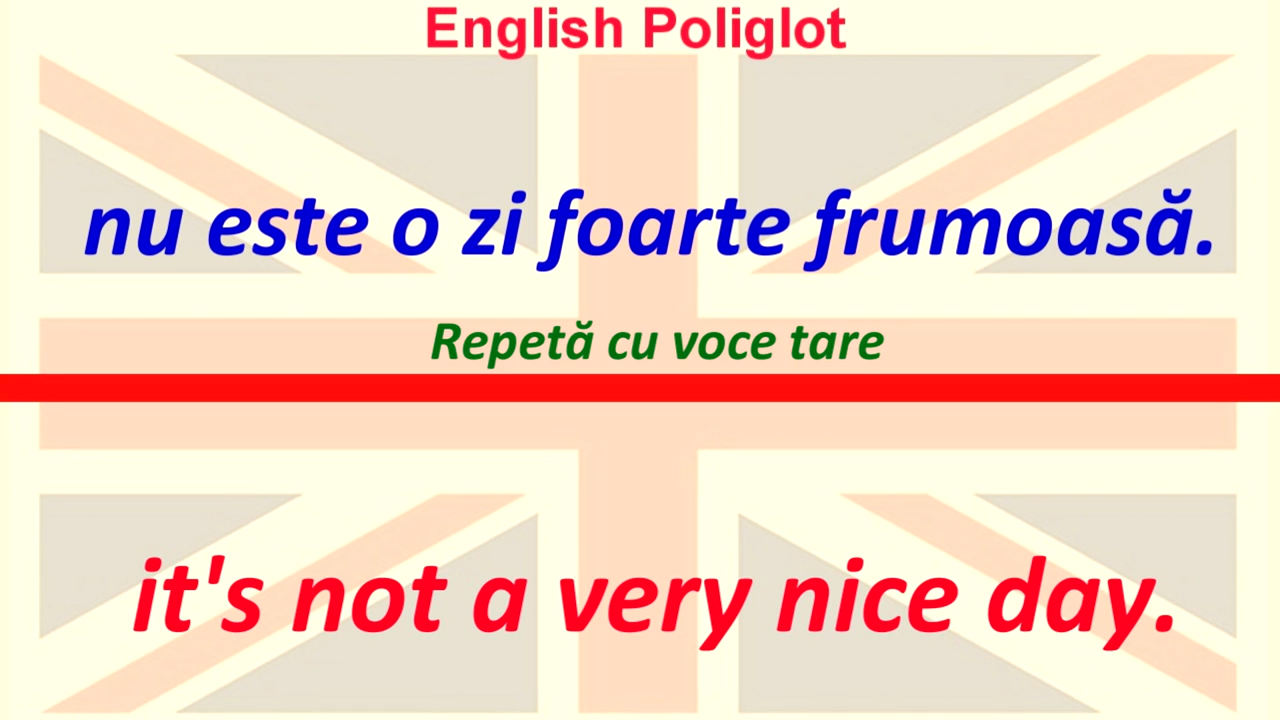 English Poliglot
nu este o zi foarte frumoasă.
Repetă cu voce tare
it's not a very nice day.